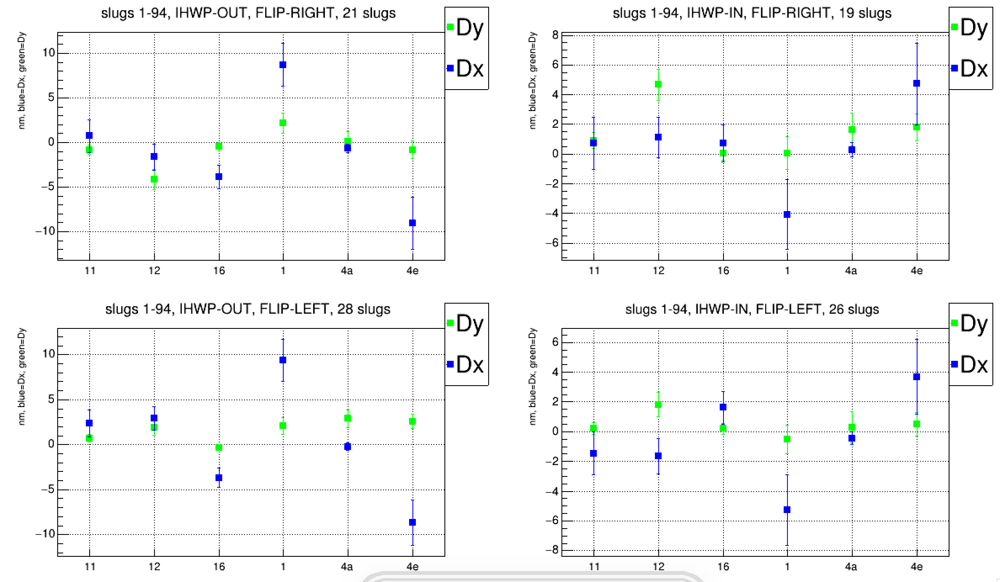 slugs 1-94, IHWP-OUT, FLIP-RIGHT, 21 slugs
nm, blue=Dx, green=Dy
10
5
0
−5
−10
11 12 16 1 4a 4e
Dy
Dx
slugs 1-94, IHWP-IN, FLIP-RIGHT, 19 slugs
nm, blue=Dx, green=Dy
8
6
4
2
0
−2
−4
−6
11 12 16 1 4a 4e
Dy
Dx
slugs 1-94, IHWP-OUT, FLIP-LEFT, 28 slugs
nm, blue=Dx, green=Dy
10
5
0
−5
−10
11 12 16 1 4a 4e
Dy
Dx
slugs 1-94, IHWP-IN, FLIP-LEFT, 26 slugs
nm, blue=Dx, green=Dy
6
4
2
0
−2
−4
−6
−8
11 12 16 1 4a 4e
Dy
Dx